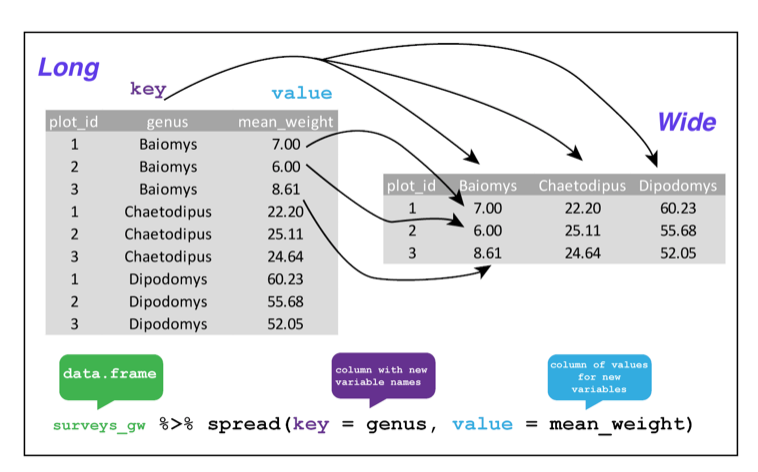 Long
key
value
plot_id genus mean_weight
1 Baiomys 7.00
2 Baiomys 6.00
3 Baiomys 8.61
1 Chaetodipus 22.20
2 Chaetodipus 25.11
3 Chaetodipus 24.64
1 Dipodomys 60.23
2 Dipodomys 55.68
3 Dipodomys 52.05
Wide
plot_id Baiomys Chaetodipus Dipodomys
1 7.00 22.20 60.23
2 6.00 25.11 55.68
3 8.61 24.64 52.05
data.frame
column with new
variable names
column of values
for new
variables
surveys_gw %>% spread(key = genus, value = mean_weight)